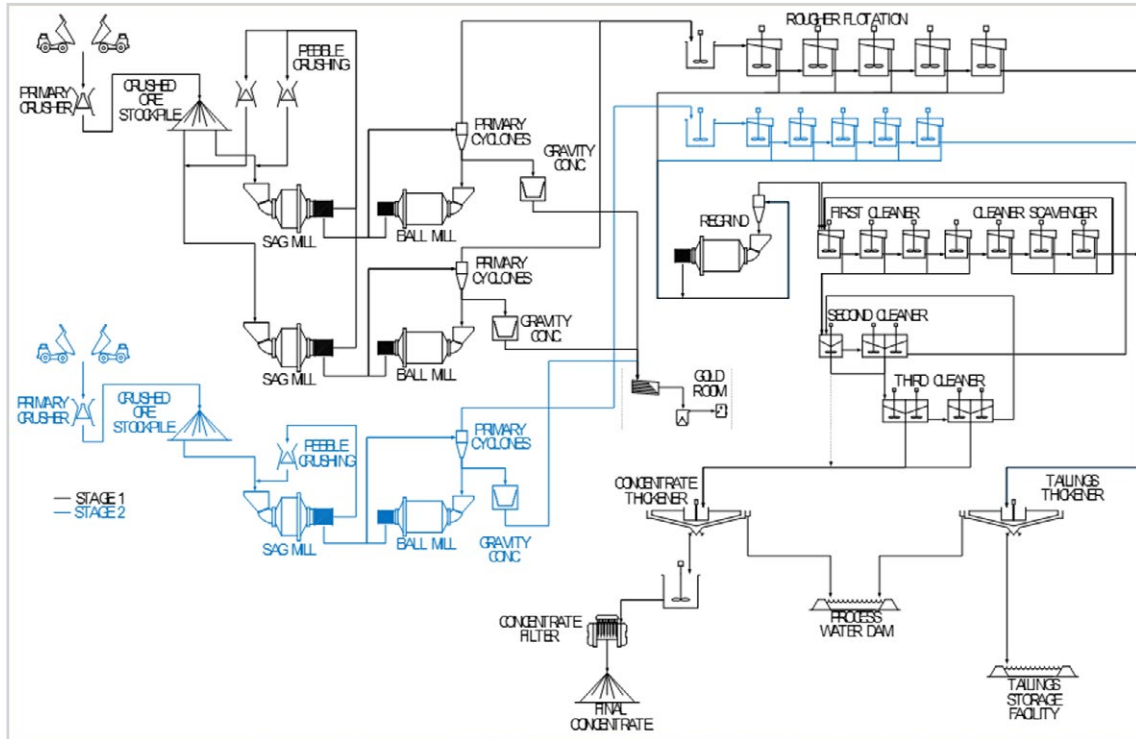 ROUGHER FLOTATION
PEBBLE
CRUSHING
PRIMARY
CRUSHER
CRUSHED
ORE
STOCKPILE
PRIMARY
CYCLONES
GRAVITY
CONC
SAG MILL
BALL MILL
REGRIND
FIRST CLEANER
CLEANER SCAVENGER
PRIMARY
CYCLONES
GRAVITY
CONC
SAG MILL
BALL MILL
SECOND CLEANER
THIRD CLEANER
GOLD
ROOM
PRIMARY
CRUSHER
CRUSHED
ORE
STOCKPILE
PEBBLE
CRUSHING
PRIMARY
CYCLONES
GRAVITY
CONC
SAG MILL
BALL MILL
STAGE 1
STAGE 2
CONCENTRATE
THICKENER
TAILINGS
THICKENER
CONCENTRATE
FILTER
PROCESS
WATER DAM
FINAL
CONCENTRATE
TAILINGS
STORAGE
FACILITY